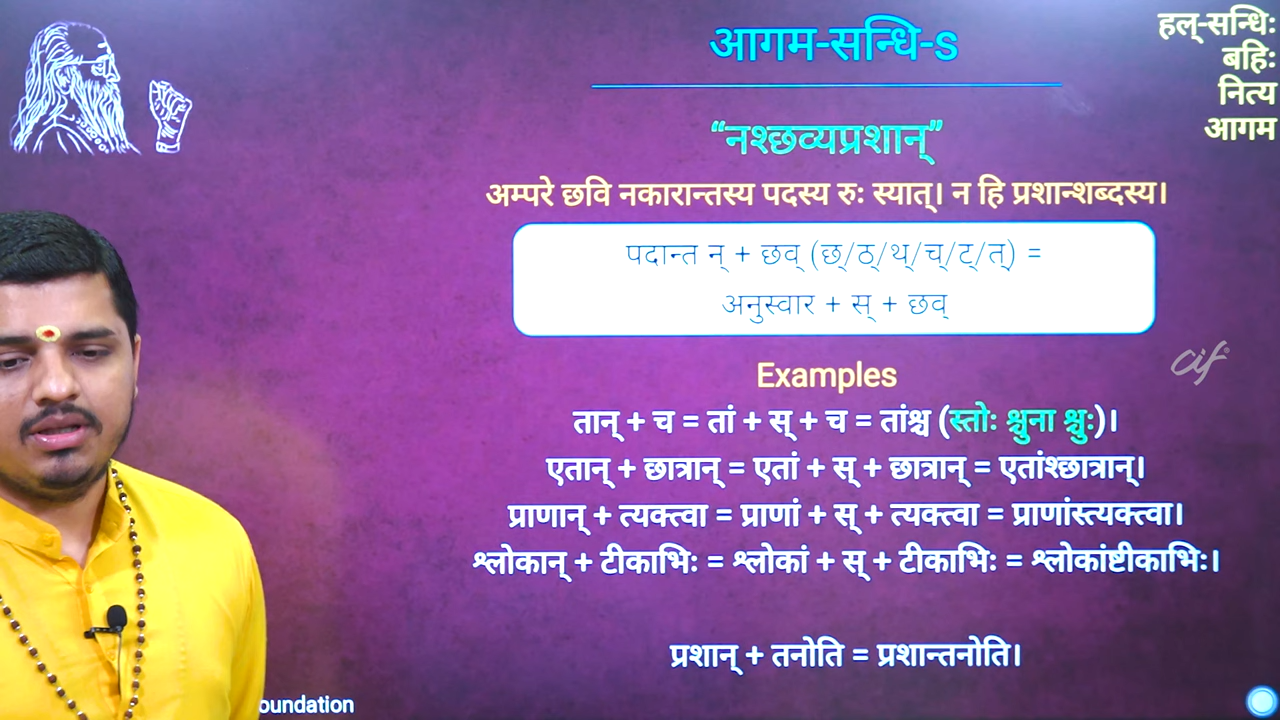 आगम-सन्धि-s
हल्-सन्धिः
बहिः
नित्य
आगम
“नश्छव्यप्रशान्”
अम्परे छवि नकारान्तस्य पदस्य रुः स्यात्। न हि प्रशान्शब्दस्य।
पदान्त न् + छव् (छ्/ठ्/थ्/च्/ट्/त्) =
अनुस्वार + स् + छव्
cif
Examples
तान् + च = तां + स् + च = तांश्च (स्तोः श्चुना श्चुः)।
एतान् + छात्रान् = एतां + स् + छात्रान् = एतांश्छात्रान्।
प्राणान् + त्यक्त्वा = प्राणां + स् + त्यक्त्वा = प्राणांस्त्यक्त्वा।
श्लोकान् + टीकाभिः = श्लोकां + स् + टीकाभिः = श्लोकांष्टीकाभिः।
प्रशान् + तनोति = प्रशान्तनोति।
oundation